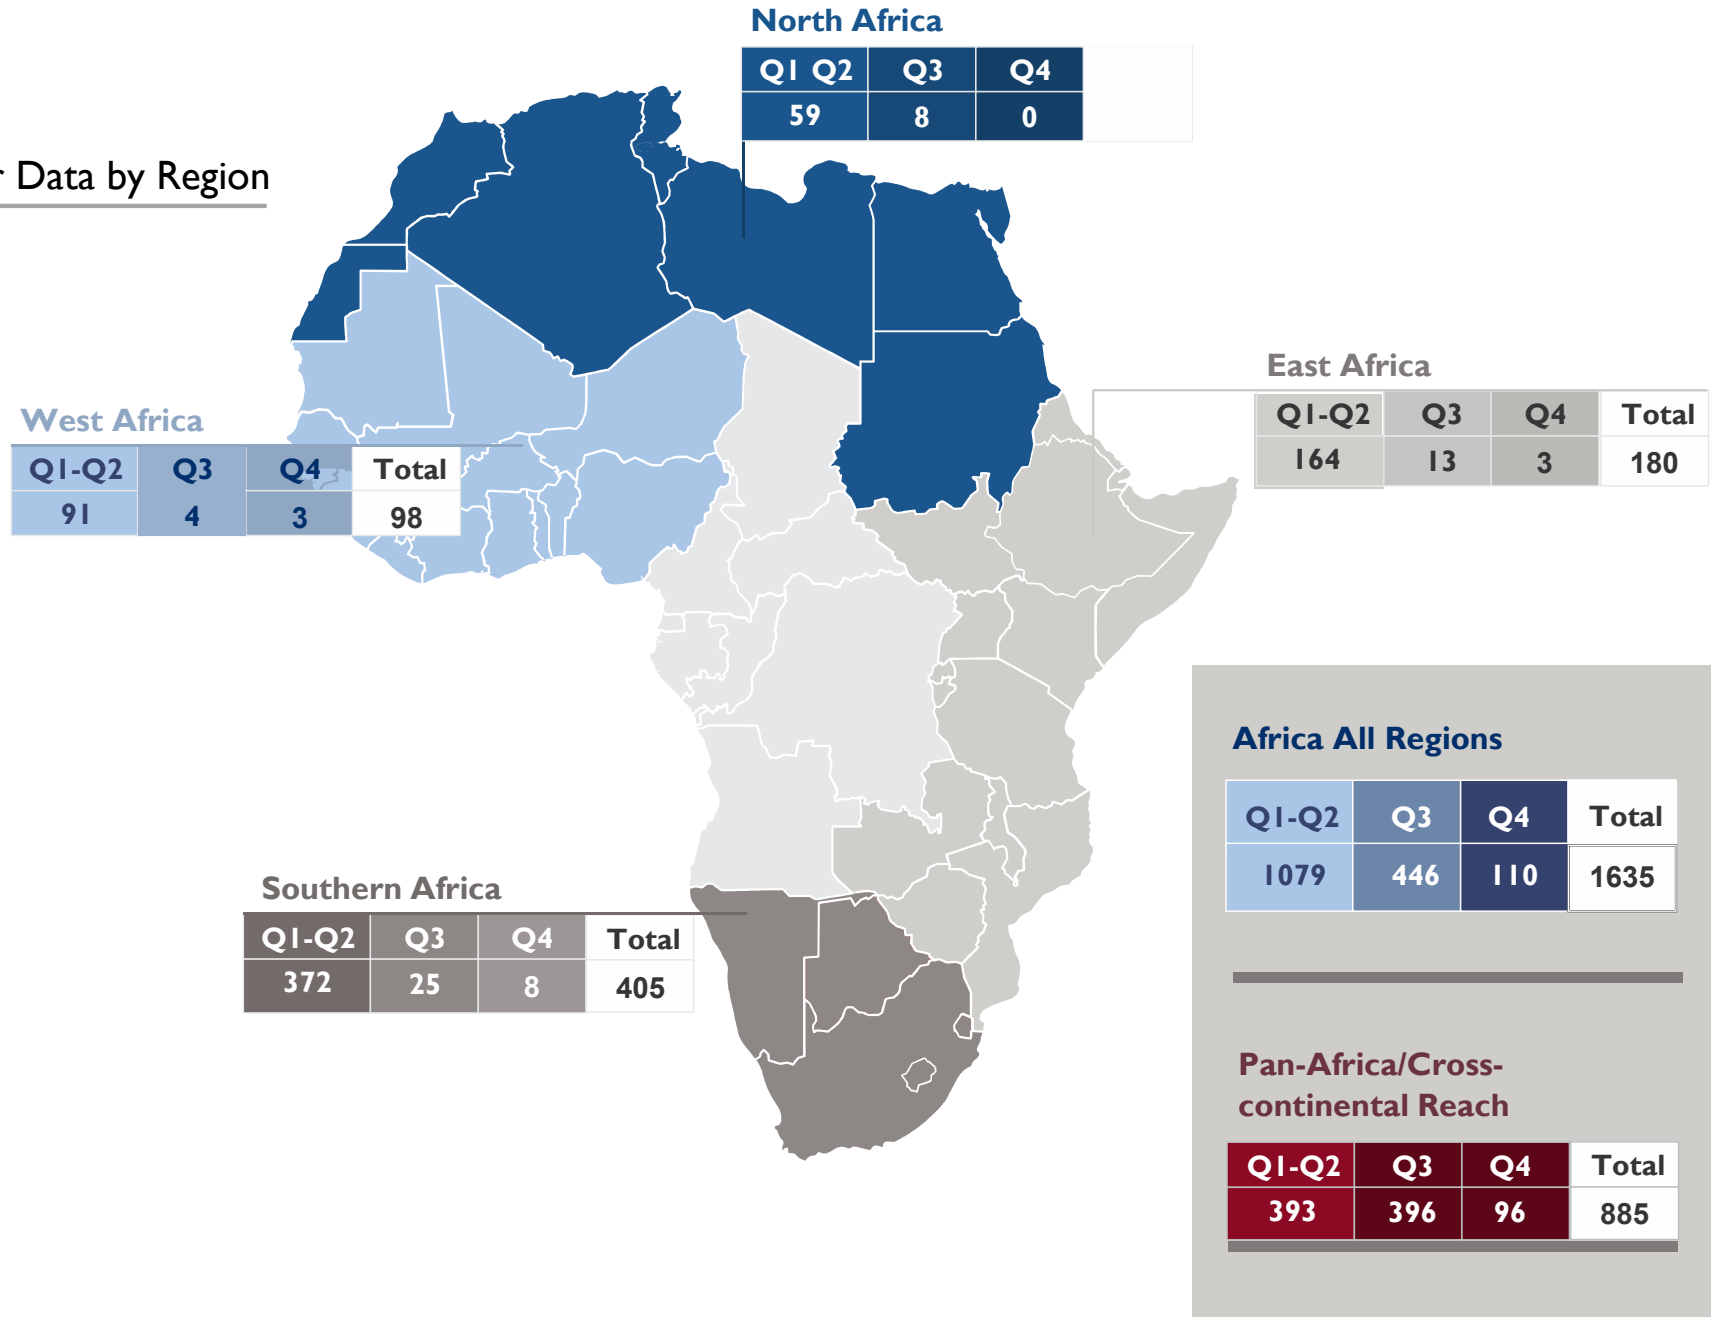 North Africa
Q1 Q2 Q3 Q4
59 8 0
Data by Region
East Africa
Q1-Q2 Q3 Q4 Total
164 13 3 180
West Africa
Q1-Q2 Q3 Q4 Total
91 4 3 98
Africa All Regions
Q1-Q2 Q3 Q4 Total
1079 446 110 1635
Southern Africa
Q1-Q2 Q3 Q4 Total
372 25 8 405
Pan-Africa/Cross-
continental Reach
Q1-Q2 Q3 Q4 Total
393 396 96 885